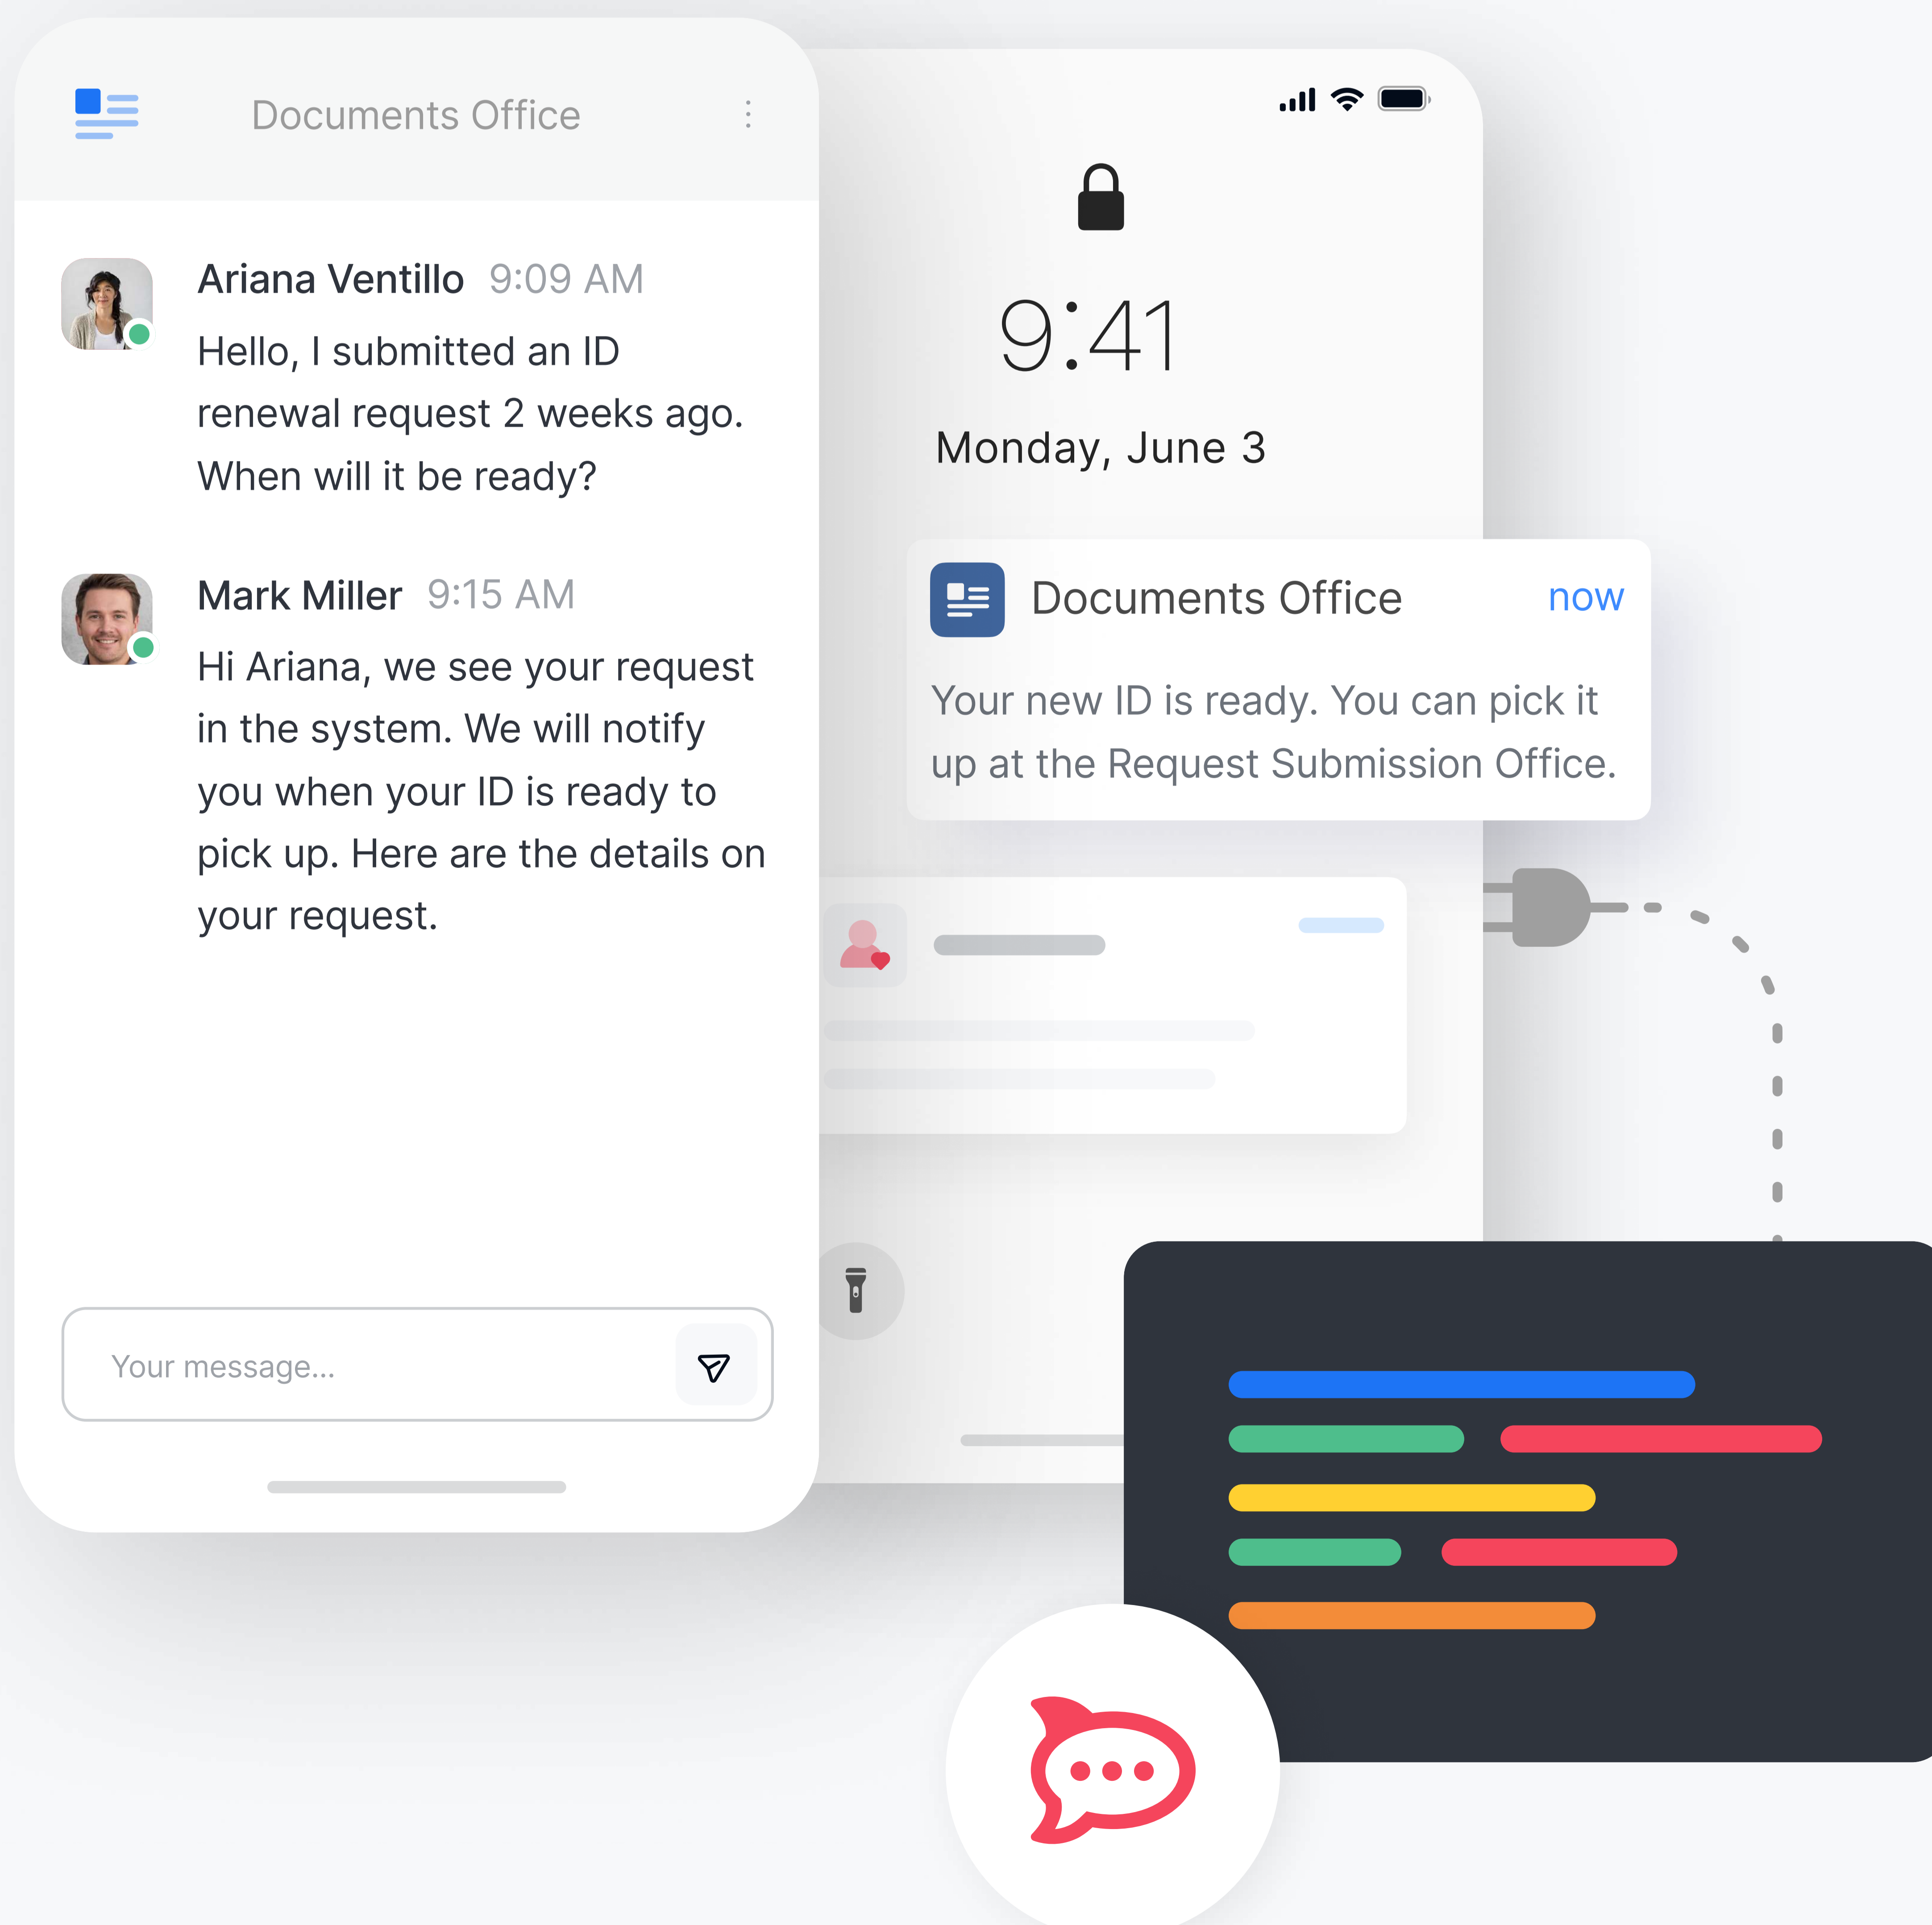 Documents Office
Ariana Ventillo 9:09 AM
Hello, I submitted an ID
renewal request 2 weeks ago.
When will it be ready?
Mark Miller 9:15 AM
Hi Ariana, we see your request
in the system. We will notify
you when your ID is ready to
pick up. Here are the details on
your request.
Your message...
9:41
Monday, June 3
Documents Office now
Your new ID is ready. You can pick it
up at the Request Submission Office.